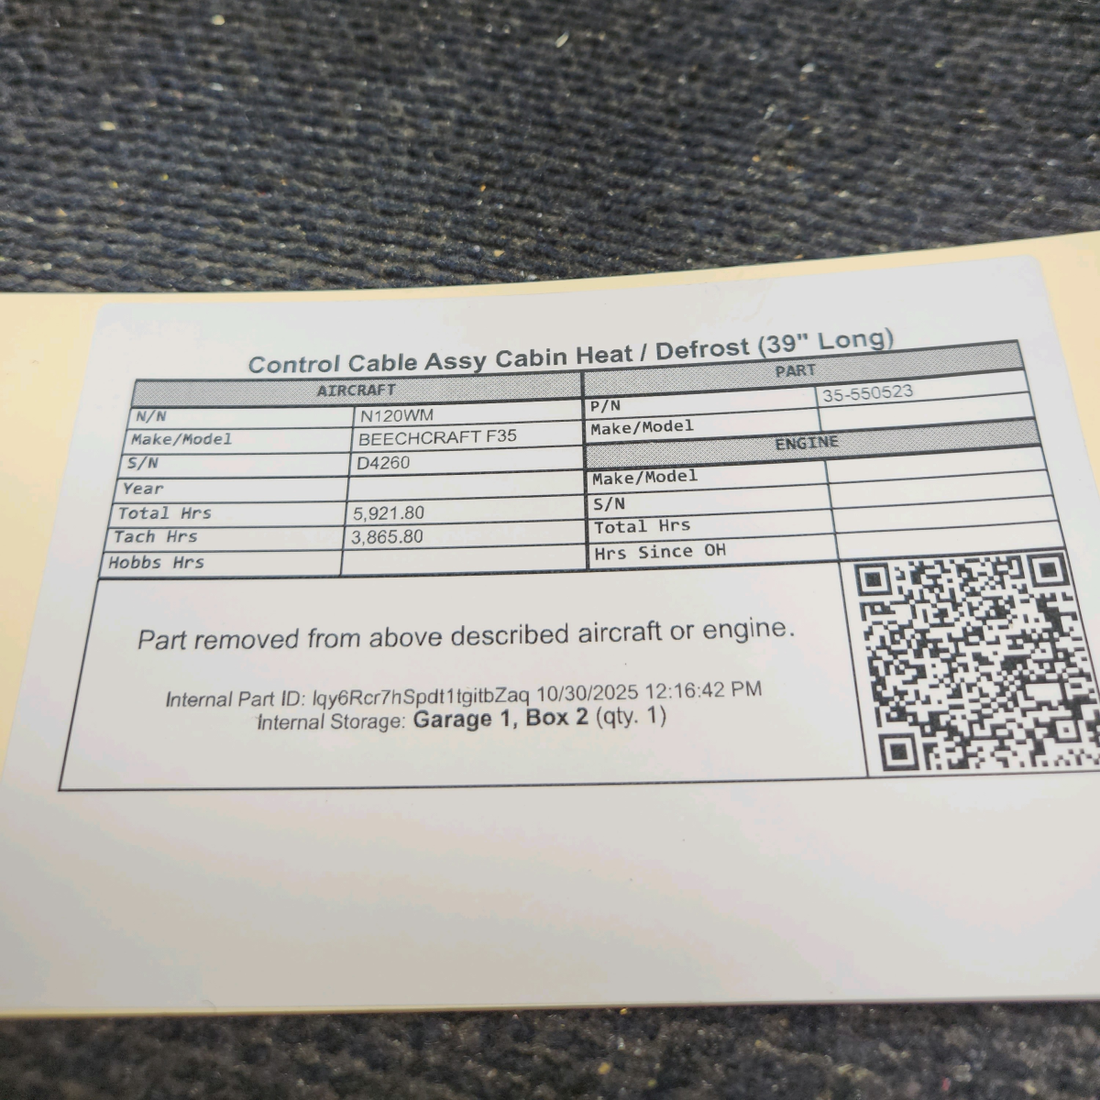 Control Cable Assy Cabin Heat / Defrost (39" Long)
AIRCRAFT
N/N N120WM
Make/Model BEECHCRAFT F35
S/N D4260
Year
Total Hrs 5,921.80
Tach Hrs 3,865.80
Hobbs Hrs
PART
P/N 35-550523
Make/Model
ENGINE
Make/Model
S/N
Total Hrs
Hrs Since OH
Part removed from above described aircraft or engine.
Internal Part ID: Iqy6Rcr7hSpdt1tgitbZaq 10/30/2025 12:16:42 PM
Internal Storage: Garage 1, Box 2 (qty. 1)